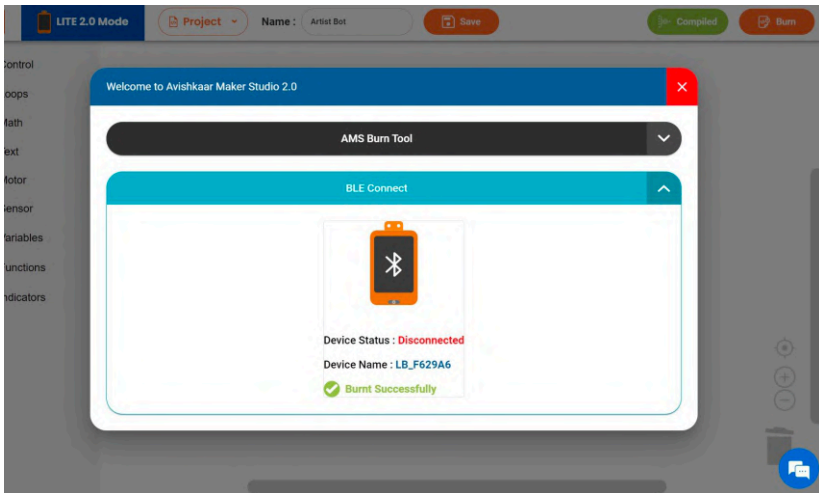 LITE 2.0 Mode
Project
Name :
Artist Bot
Save
Compiled
Burn
ontrol
oops
Math
ext
Motor
ensor
ariables
unctions
ndicators
Welcome to Avishkaar Maker Studio 2.0
AMS Burn Tool
BLE Connect
Device Status : Disconnected
Device Name : LB_F629A6
Burnt Successfully